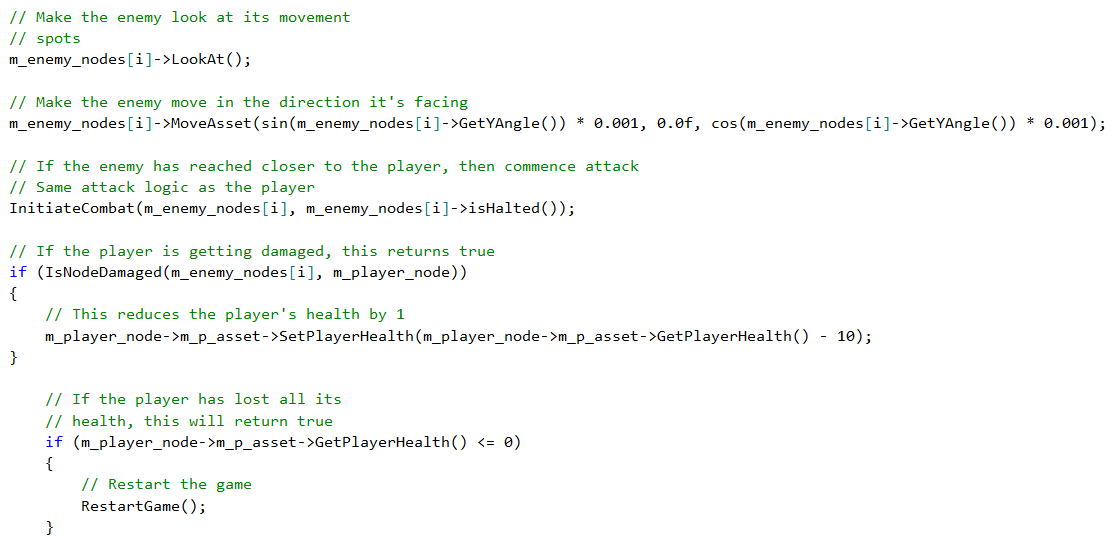 // Make the enemy look at its movement
// spots
m_enemy_nodes[i]->LookAt();
// Make the enemy move in the direction it's facing
m_enemy_nodes[i]->MoveAsset(sin(m_enemy_nodes[i]->GetYAngle()) * 0.001, 0.0f, cos(m_enemy_nodes[i]->GetYAngle()) * 0.001);
// If the enemy has reached closer to the player, then commence attack
// Same attack logic as the player
InitiateCombat(m_enemy_nodes[i], m_enemy_nodes[i]->isHalted());
// If the player is getting damaged, this returns true
if (IsNodeDamaged(m_enemy_nodes[i], m_player_node))
{
    // This reduces the player's health by 1
    m_player_node->m_p_asset->SetPlayerHealth(m_player_node->m_p_asset->GetPlayerHealth() - 10);
}
    // If the player has lost all its
    // health, this will return true
    if (m_player_node->m_p_asset->GetPlayerHealth() <= 0)
    {
        // Restart the game
        RestartGame();
    }